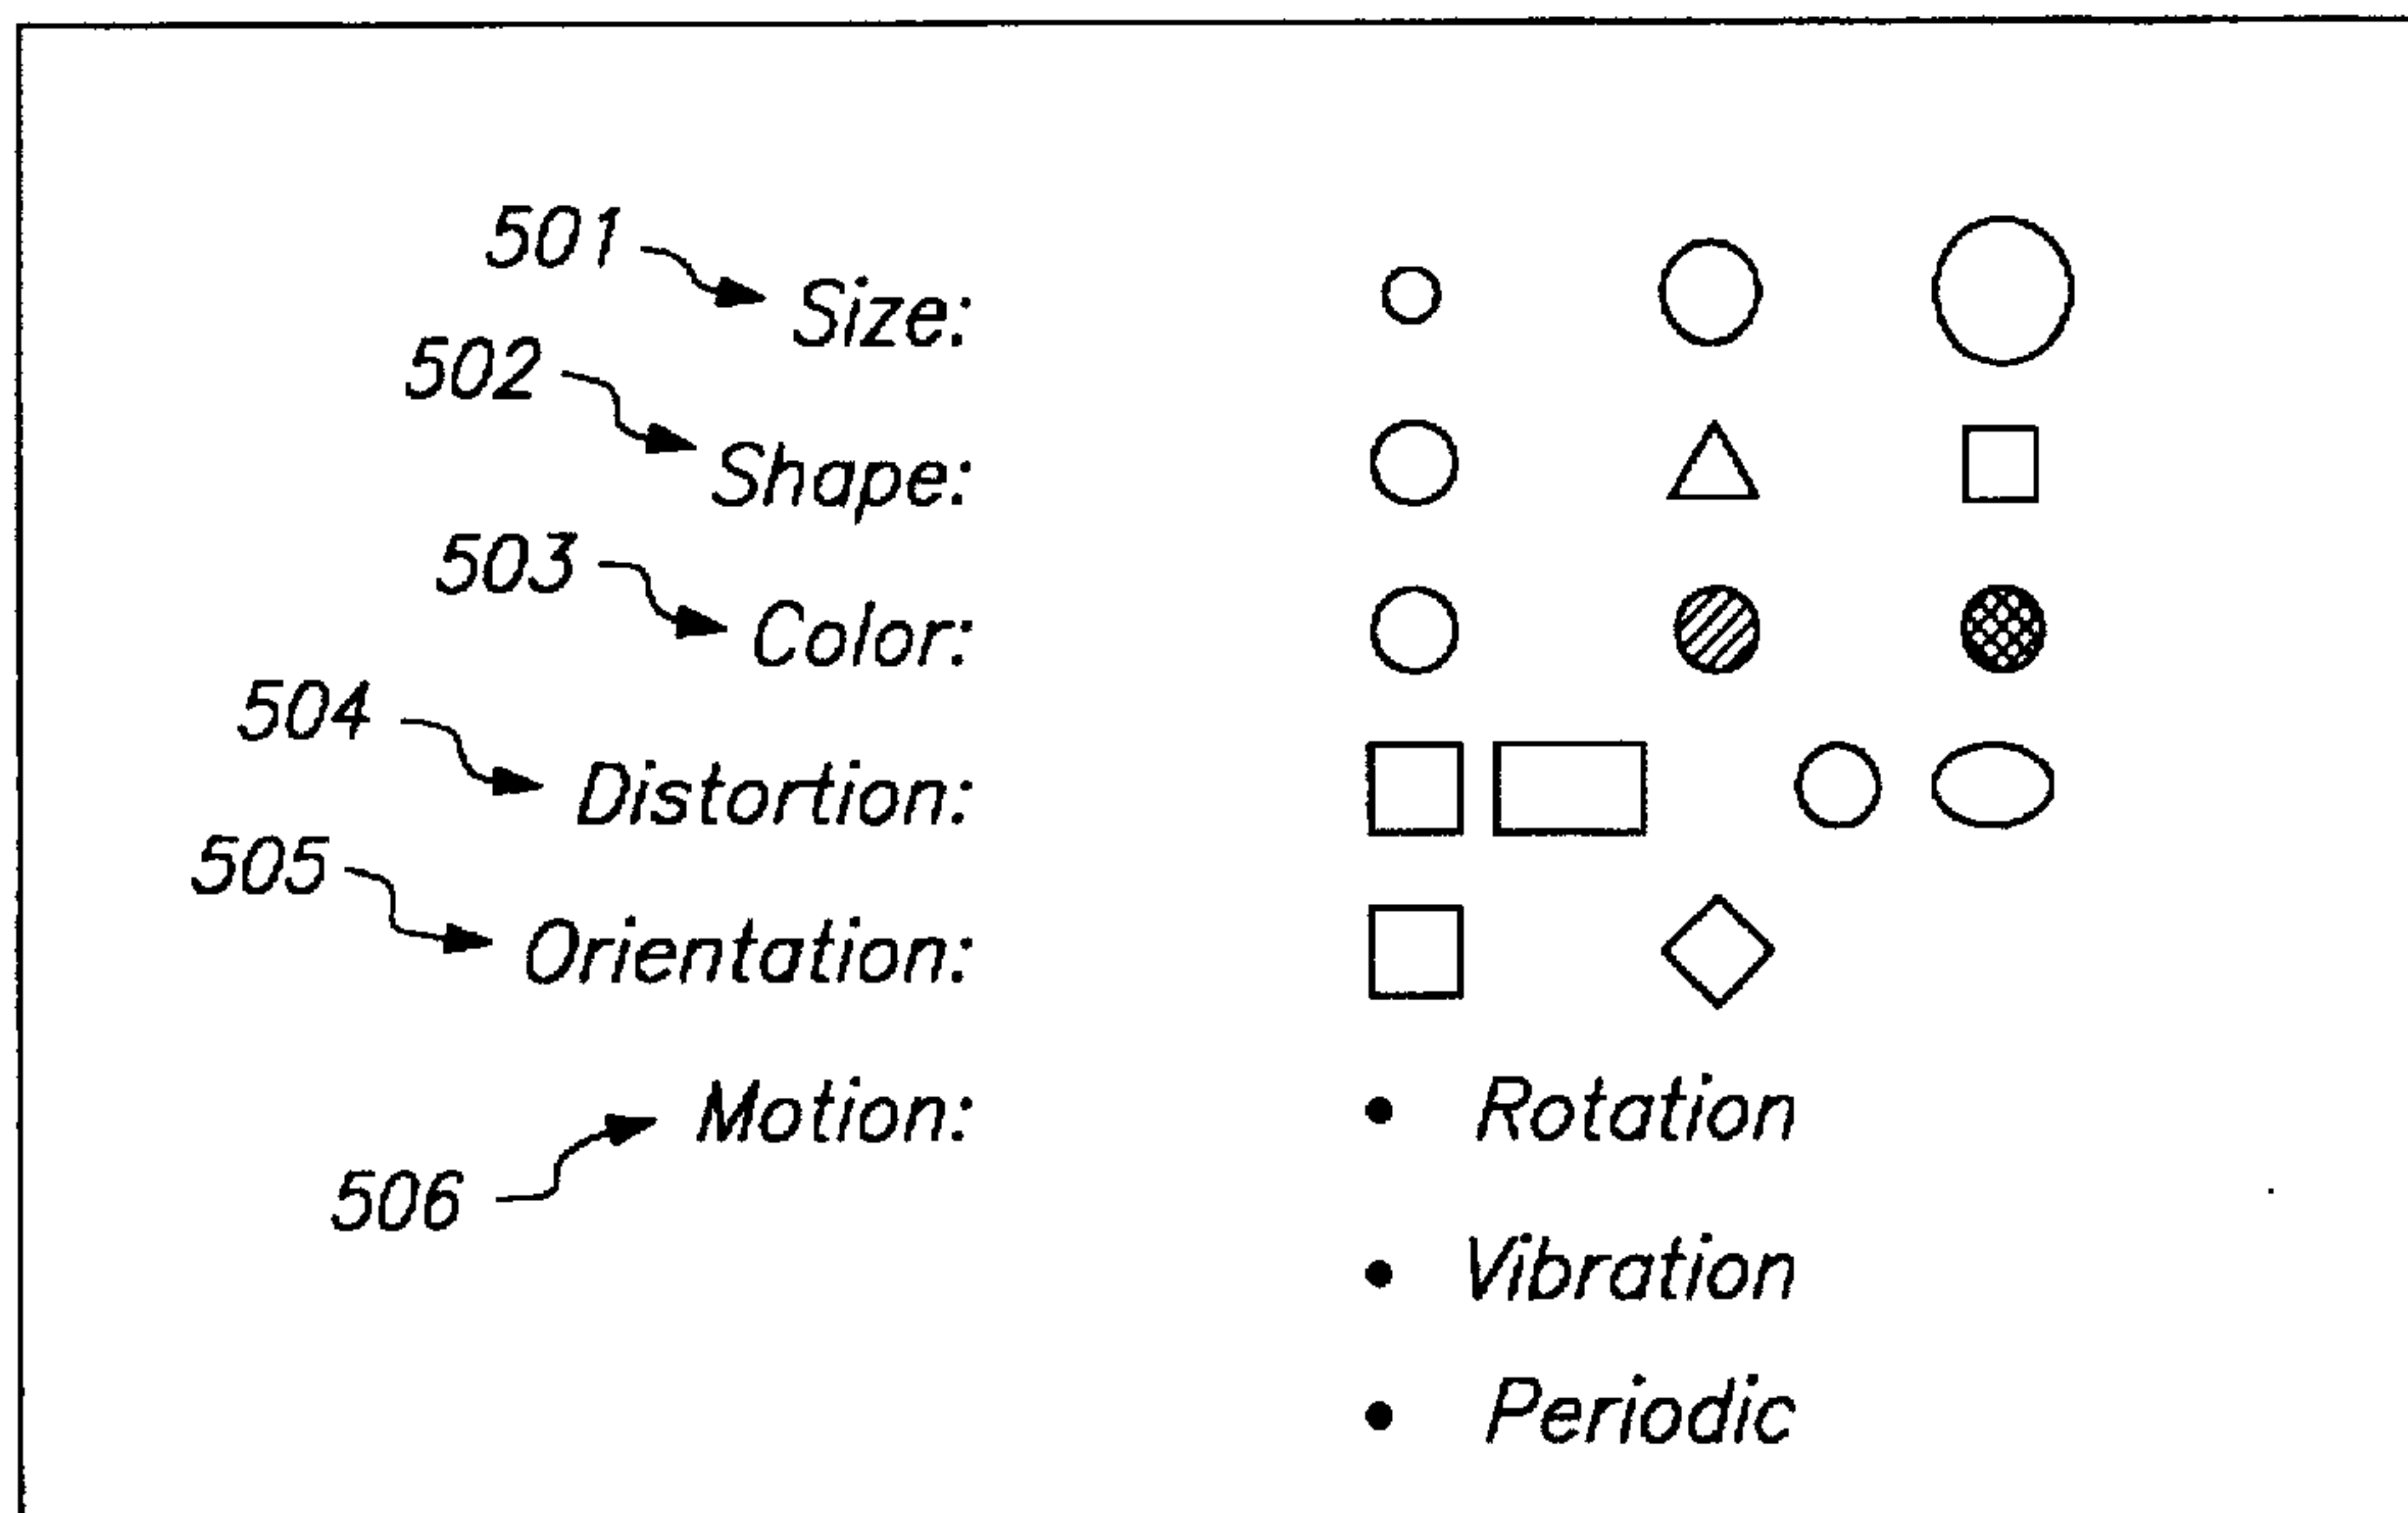 501
Size:
502
Shape:
503
Color:
504
Distortion:
505
Orientation:
Motion:
506
• Rotation
• Vibration
• Periodic